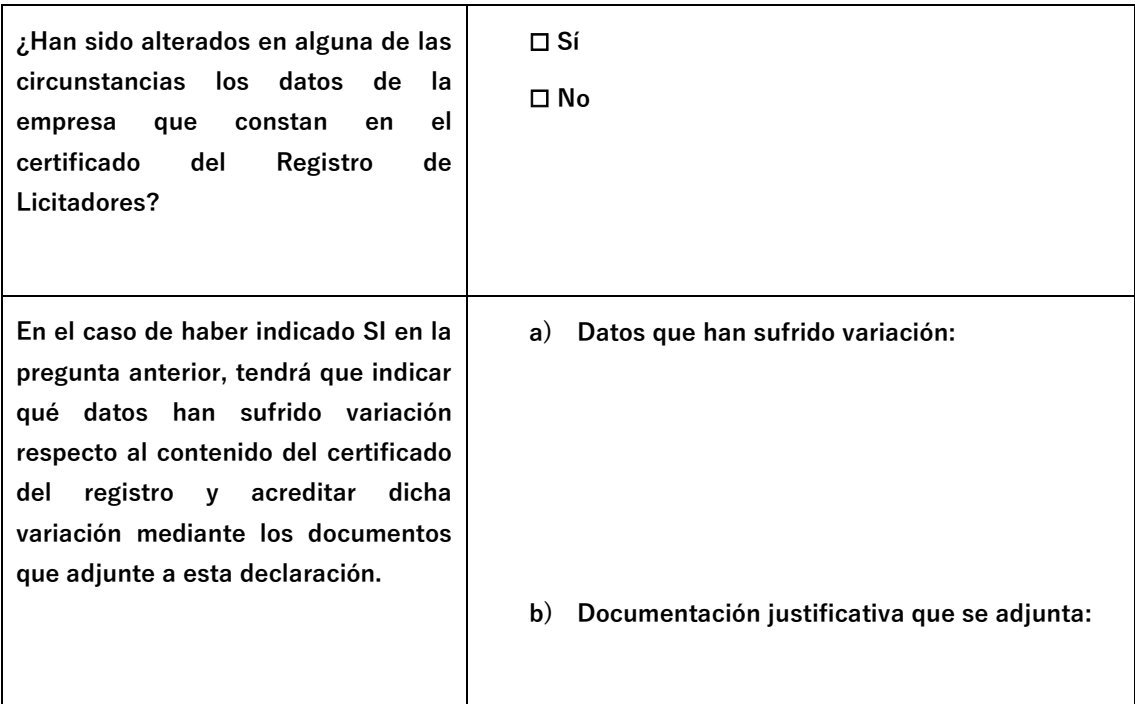 ¿Han sido alterados en alguna de las
circunstancias los datos de la
empresa que constan en el
certificado del Registro de
Licitadores?
☐ Sí
☐ No
En el caso de haber indicado SI en la
pregunta anterior, tendrá que indicar
qué datos han sufrido variación
respecto al contenido del certificado
del registro y acreditar dicha
variación mediante los documentos
que adjunte a esta declaración.
a) Datos que han sufrido variación:
b) Documentación justificativa que se adjunta: